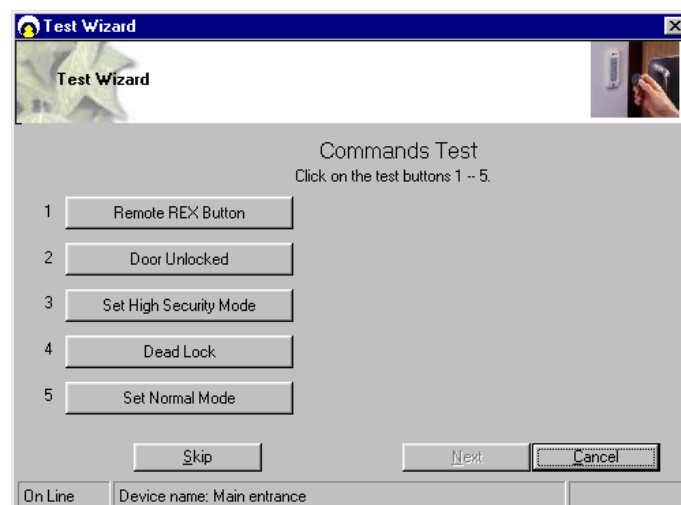 Test Wizard
Test Wizard
Commands Test
Click on the test buttons 1 -- 5.
1 Remote REX Button
2 Door Unlocked
3 Set High Security Mode
4 Dead Lock
5 Set Normal Mode
Skip Next Cancel
On Line Device name: Main entrance